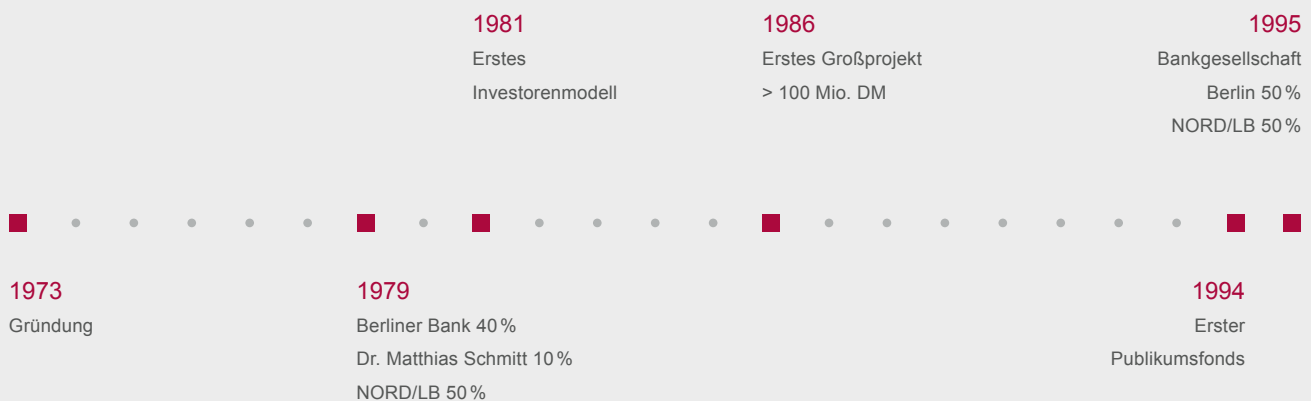 1981
Erstes
Investorenmodell
1986
Erstes Großprojekt
> 100 Mio. DM
1995
Bankgesellschaft
Berlin 50 %
NORD/LB 50 %
1973
Gründung
1979
Berliner Bank 40 %
Dr. Matthias Schmitt 10 %
NORD/LB 50 %
1994
Erster
Publikumsfonds